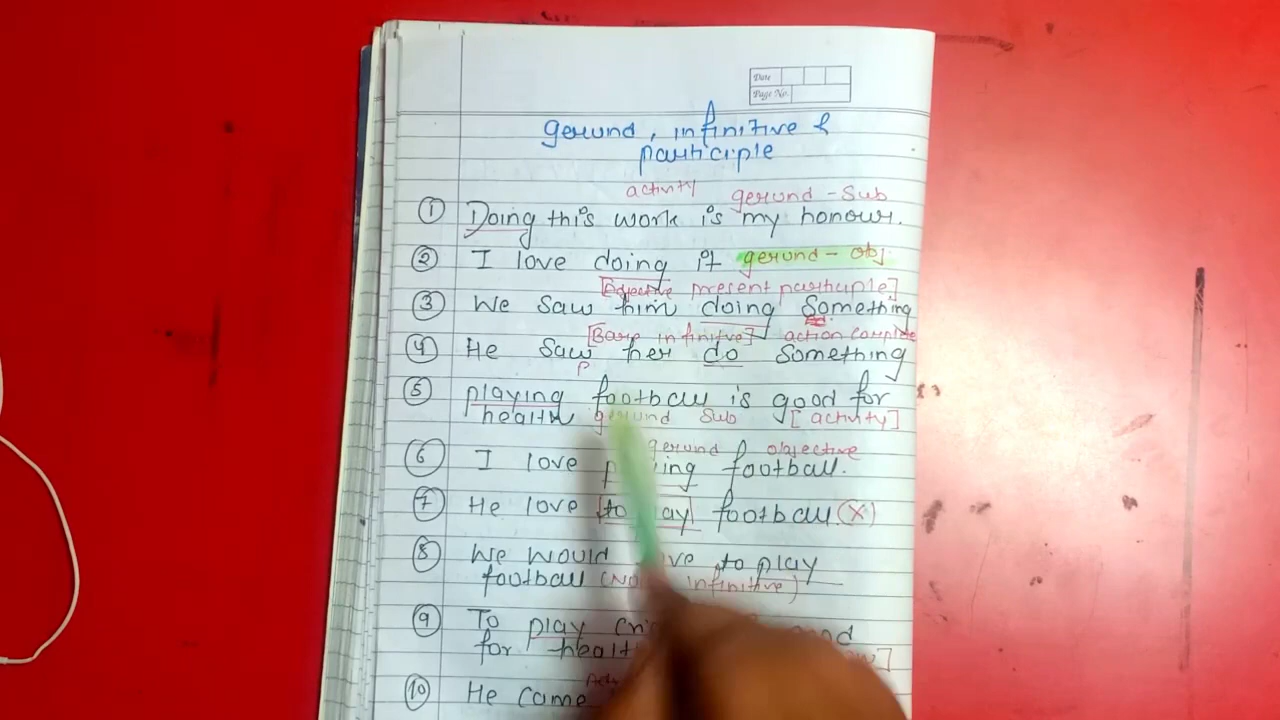 Date
Page No.
gerund, infinitive &
participle
activity gerund - Sub
① Doing this work is my honour.
② I love doing it gerund - obj
[Adjective present participle]
③ We saw him doing Something
[Bare infinitve] action complete
④ He saw her do something
P
⑤ playing football is good for
health gerund Sub [activity]
gerund objective
⑥ I love football.
⑦ He love to football (X)
⑧ We would to play
football infinitive)
⑨ To play
for
⑩ He came